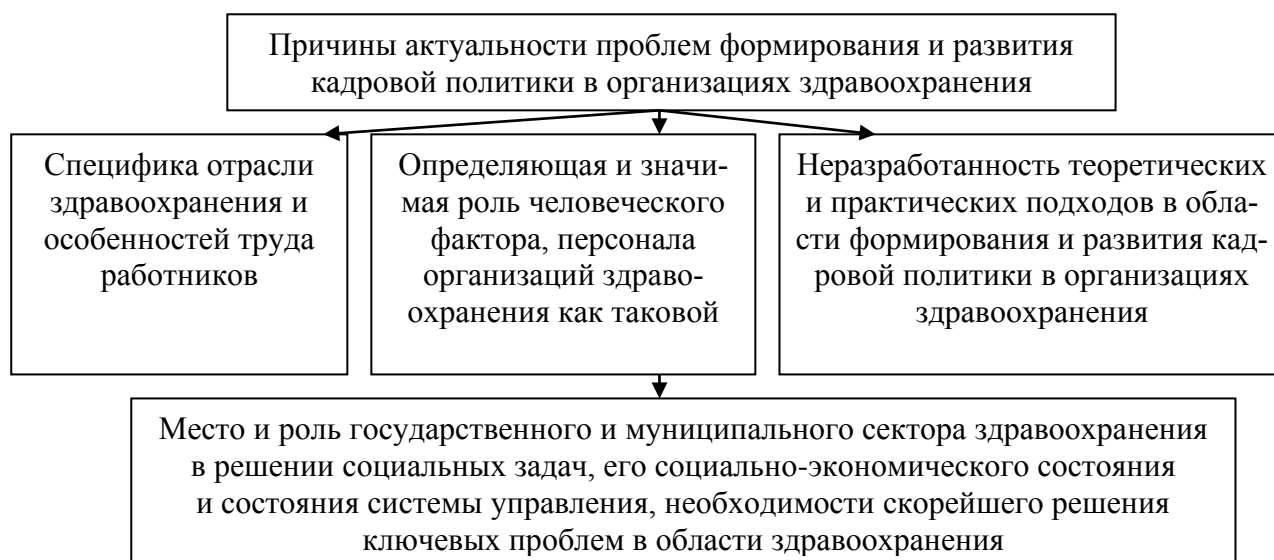 Причины актуальности проблем формирования и развития
кадровой политики в организациях здравоохранения
Специфика отрасли
здравоохранения и
особенностей труда
работников
Определяющая и значи-
мая роль человеческого
фактора, персонала
организаций здраво-
охранения как таковой
Неразработанность теоретических
и практических подходов в обла-
сти формирования и развития кад-
ровой политики в организациях
здравоохранения
Место и роль государственного и муниципального сектора здравоохранения
в решении социальных задач, его социально-экономического состояния
и состояния системы управления, необходимости скорейшего решения
ключевых проблем в области здравоохранения